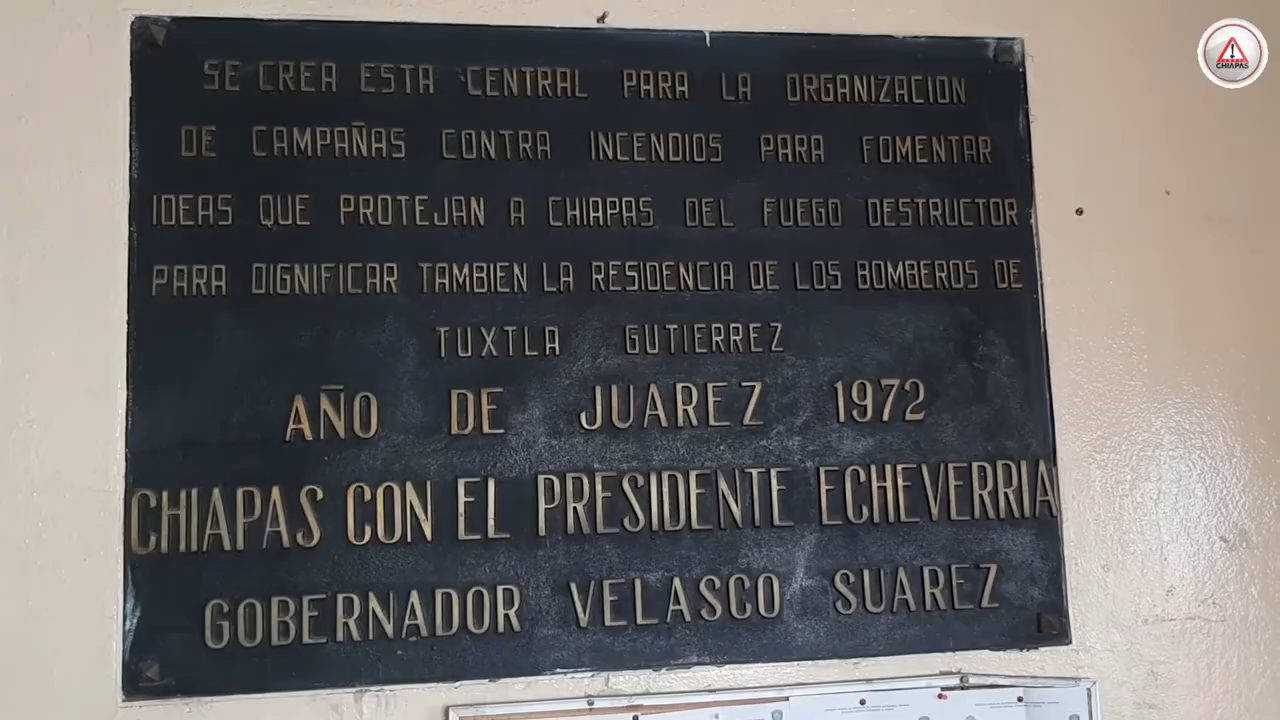 SE CREA ESTA CENTRAL PARA LA ORGANIZACION
DE CAMPAÑAS CONTRA INCENDIOS PARA FOMENTAR
IDEAS QUE PROTEJAN A CHIAPAS DEL FUEGO DESTRUCTOR
PARA DIGNIFICAR TAMBIEN LA RESIDENCIA DE LOS BOMBEROS DE
TUXTLA GUTIERREZ
AÑO DE JUAREZ 1972
CHIAPAS CON EL PRESIDENTE ECHEVERRIA
GOBERNADOR VELASCO SUAREZ
CHIAPAS